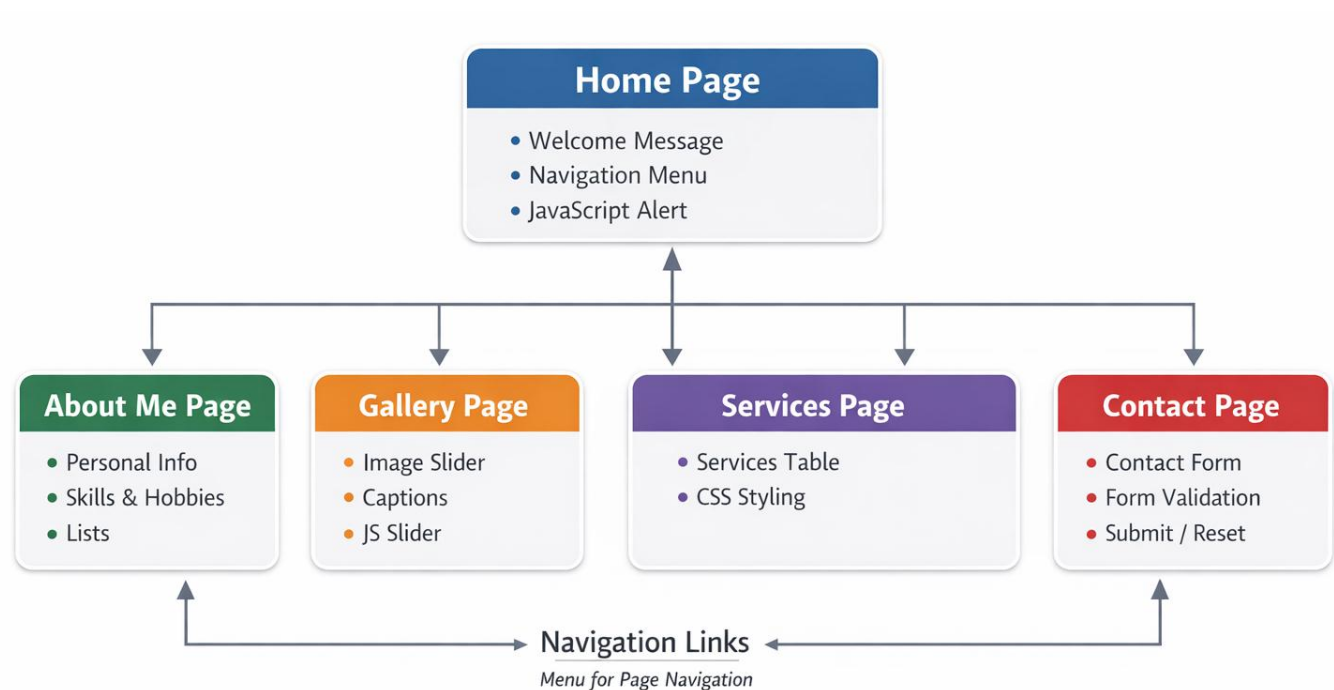 Home Page
• Welcome Message
• Navigation Menu
• JavaScript Alert
About Me Page
• Personal Info
• Skills & Hobbies
• Lists
Gallery Page
• Image Slider
• Captions
• JS Slider
Services Page
• Services Table
• CSS Styling
Contact Page
• Contact Form
• Form Validation
• Submit / Reset
Navigation Links
Menu for Page Navigation